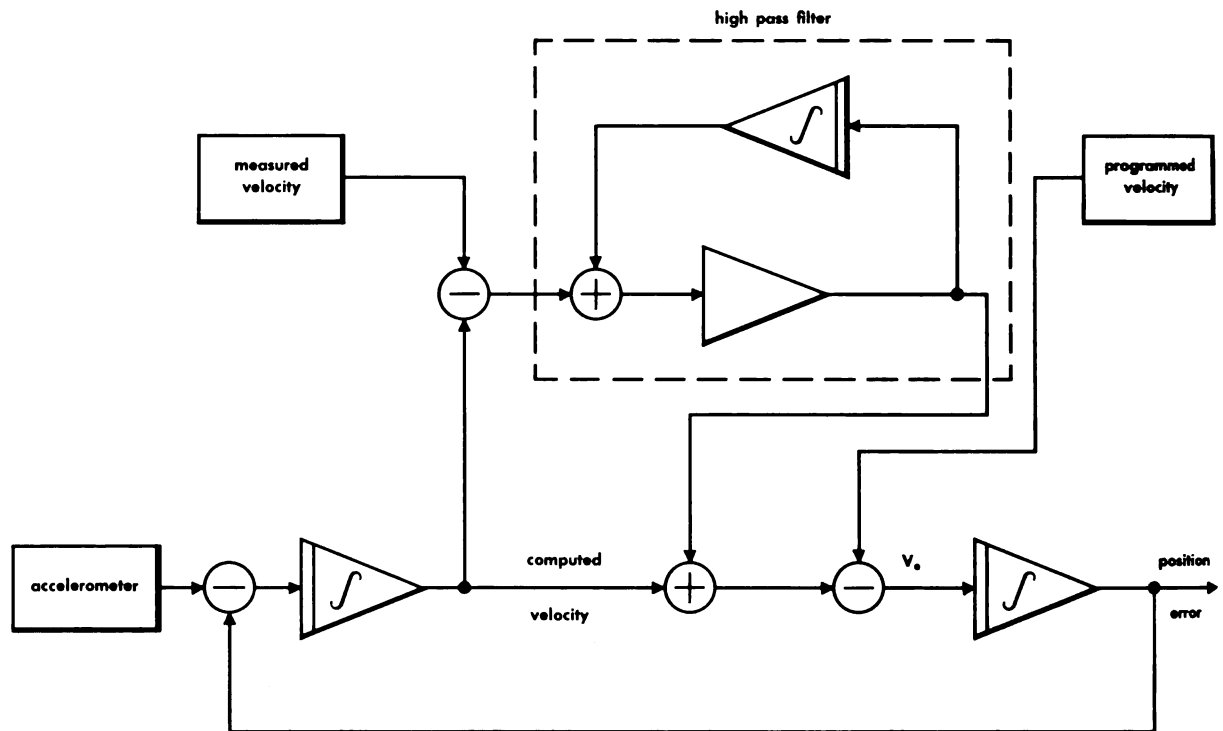 high pass filter
∫
measured
velocity
programmed
velocity
−
+
accelerometer
−
∫
computed
velocity
+
−
Vₑ
∫
position
error